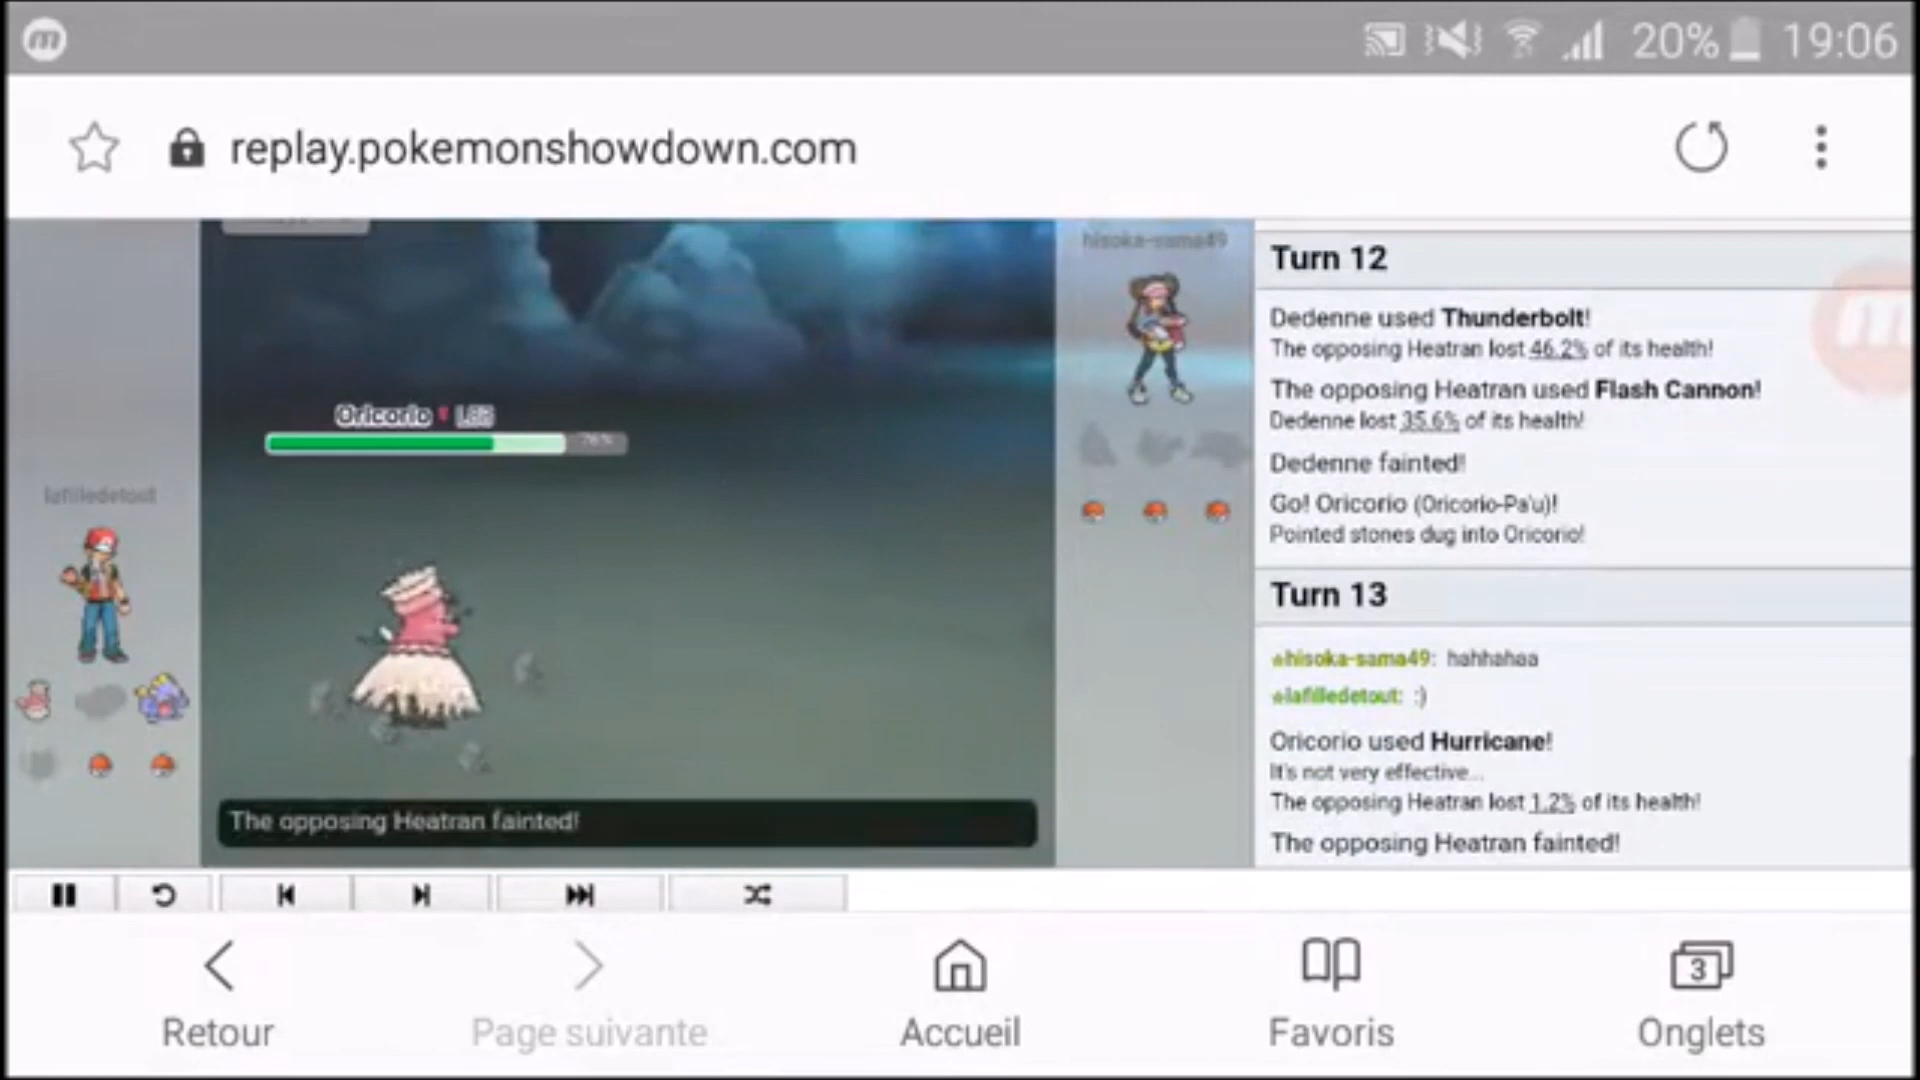 20% 19:06
replay.pokemonshowdown.com
hisoka-sama49
Turn 12
Dedenne used Thunderbolt!
The opposing Heatran lost 46.2% of its health!
The opposing Heatran used Flash Cannon!
Dedenne lost 35.6% of its health!
Dedenne fainted!
Go! Oricorio (Oricorio-Pa'u)!
Pointed stones dug into Oricorio!
Oricorio
76%
lafilledetout
Turn 13
☆hisoka-sama49: hahhahaa
☆lafilledetout: :)
Oricorio used Hurricane!
It's not very effective...
The opposing Heatran lost 1.2% of its health!
The opposing Heatran fainted!
The opposing Heatran fainted!
Retour
Page suivante
Accueil
Favoris
3
Onglets